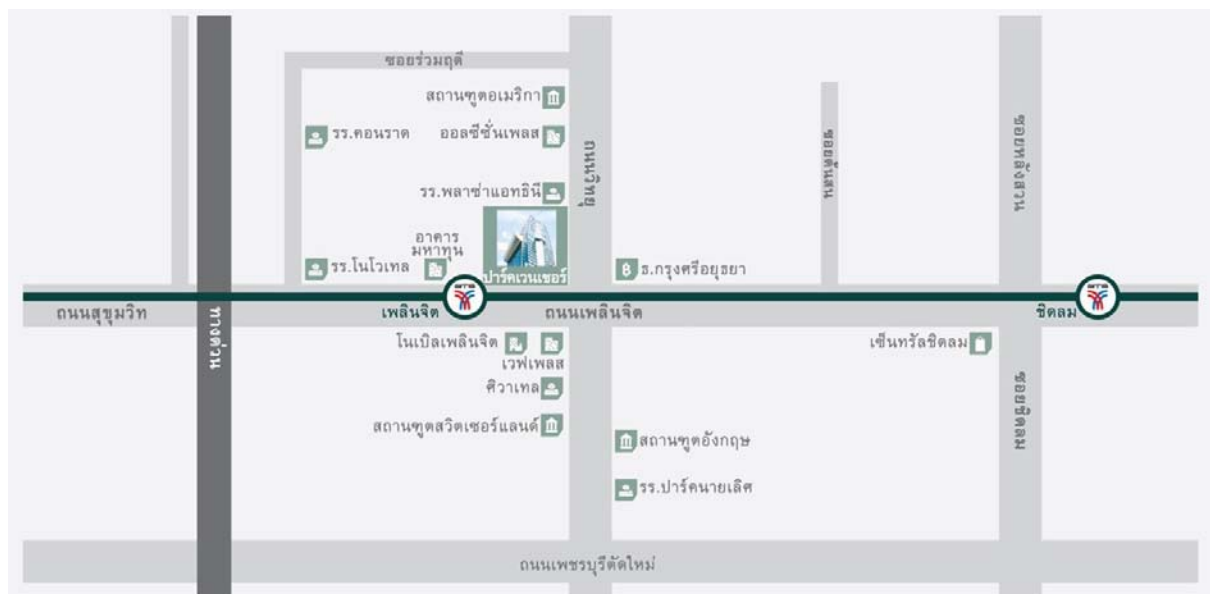 ซอยร่วมฤดี
สถานฑูตอเมริกา
รร.คอนราด
ออลซีซั่นเพลส
ถนนวิทยุ
ซอยต้นสน
ซอยหลังสวน
รร.พลาซ่าแอทธินี
อาคาร
มหาทุน
รร.โนโวเทล
ปาร์คเวนเชอร์
ธ.กรุงศรีอยุธยา
ถนนสุขุมวิท
ทางด่วน
เพลินจิต
ถนนเพลินจิต
ชิดลม
โนเบิลเพลินจิต
เวฟเพลส
เซ็นทรัลชิดลม
ศิวาเทล
ซอยชิดลม
สถานฑูตสวิตเซอร์แลนด์
สถานฑูตอังกฤษ
รร.ปาร์คนายเลิศ
ถนนเพชรบุรีตัดใหม่